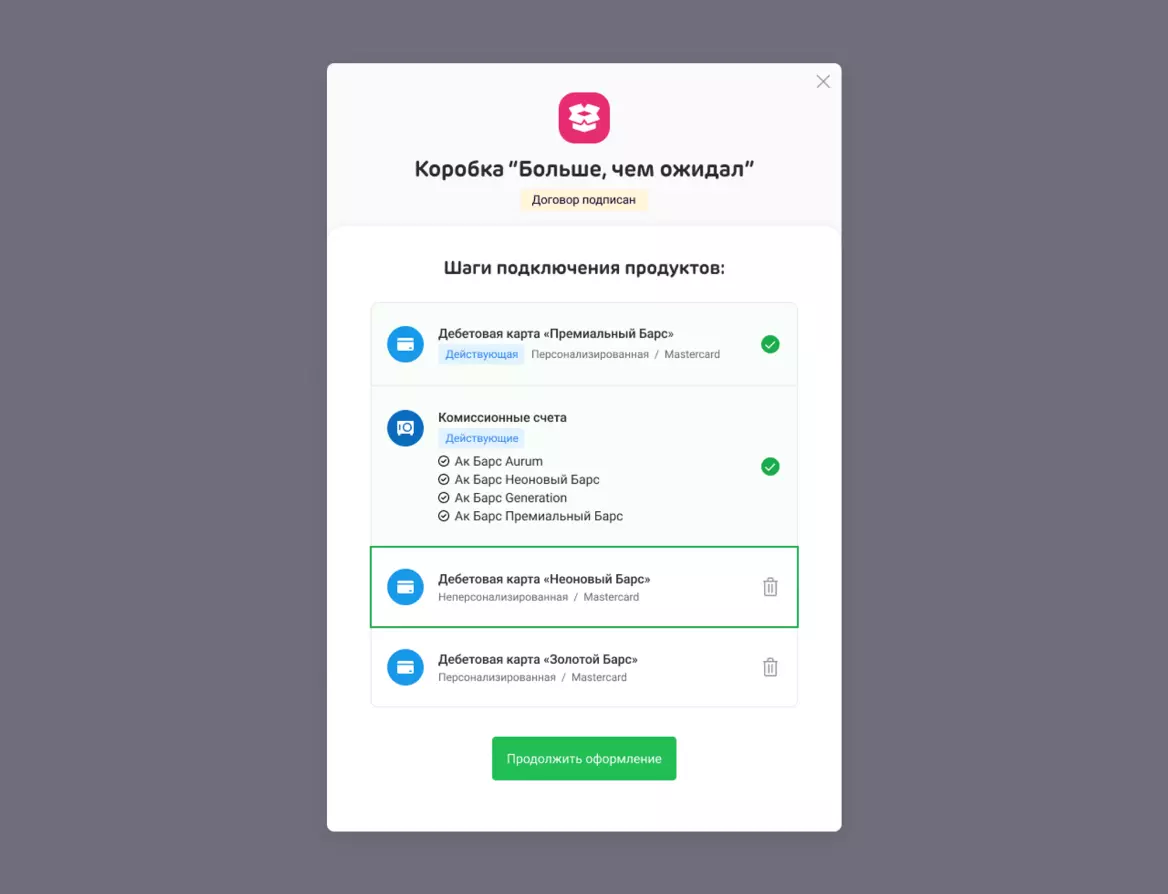 Коробка “Больше, чем ожидал”
Договор подписан
Шаги подключения продуктов:
Дебетовая карта «Премиальный Барс»
Действующая Персонализированная / Mastercard
Комиссионные счета
Действующие
Ак Барс Aurum
Ак Барс Неоновый Барс
Ак Барс Generation
Ак Барс Премиальный Барс
Дебетовая карта «Неоновый Барс»
Неперсонализированная / Mastercard
Дебетовая карта «Золотой Барс»
Персонализированная / Mastercard
Продолжить оформление